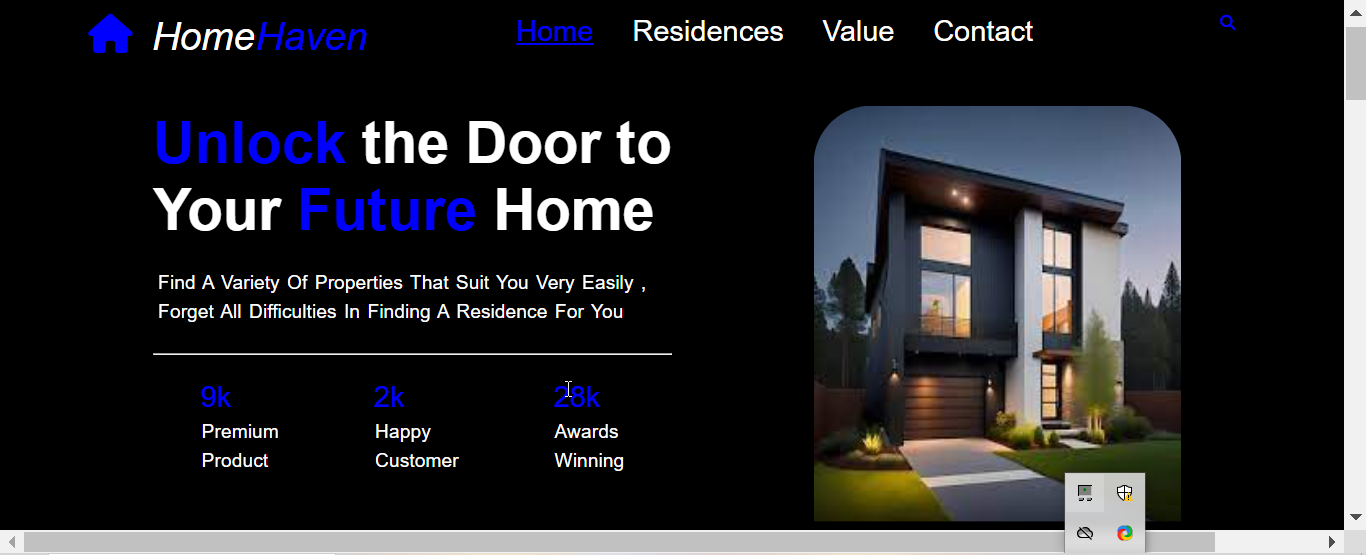 HomeHaven
Home Residences Value Contact
Unlock the Door to
Your Future Home
Find A Variety Of Properties That Suit You Very Easily ,
Forget All Difficulties In Finding A Residence For You
9k 2k 28k
Premium Happy Awards
Product Customer Winning